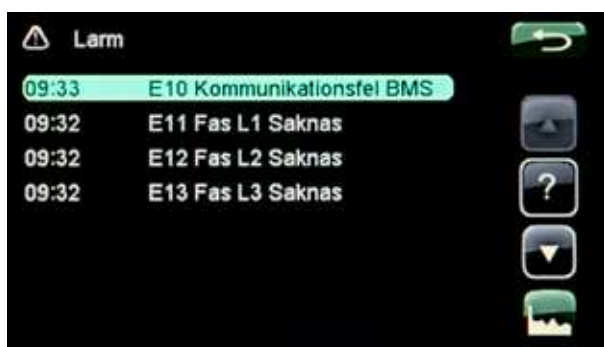 Larm
09:33 E10 Kommunikationsfel BMS
09:32 E11 Fas L1 Saknas
09:32 E12 Fas L2 Saknas
09:32 E13 Fas L3 Saknas
?